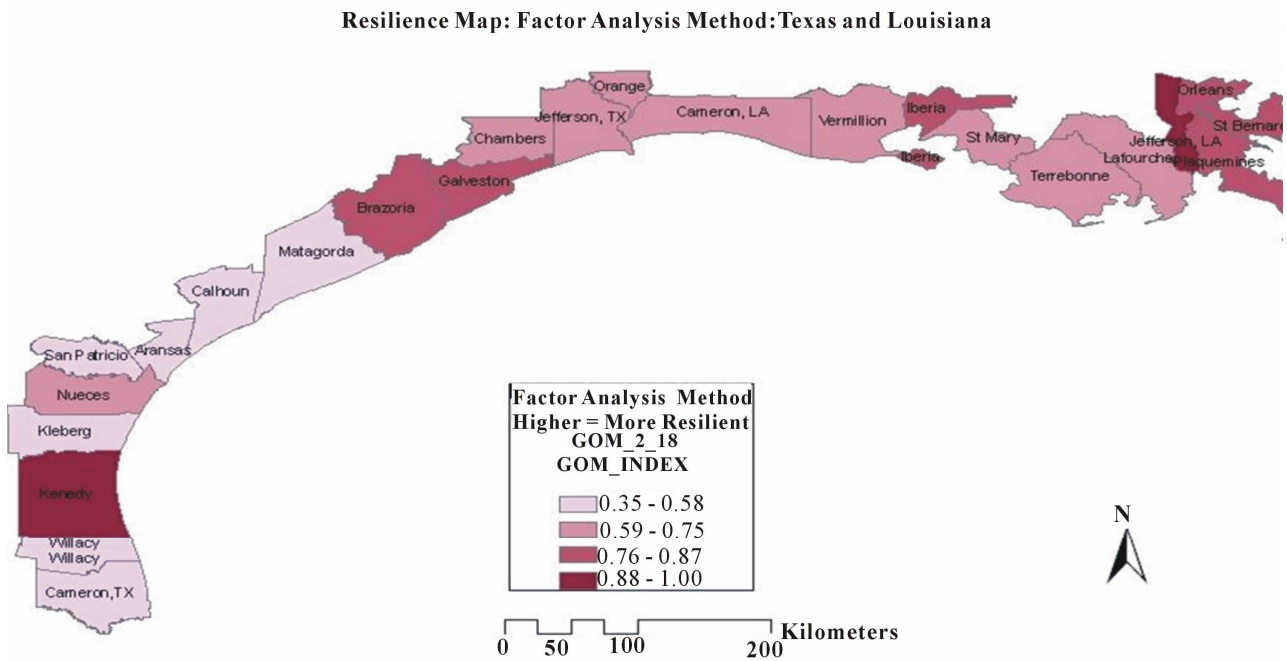 Resilience Map: Factor Analysis Method:Texas and Louisiana
Orange
Jefferson, TX
Cameron, LA
Chambers
Vermillion
Iberia
Iberia
St Mary
Orleans
St Bernard
Jefferson, LA
Lafourche
Plaquemines
Terrebonne
Galveston
Brazoria
Matagorda
Calhoun
Aransas
San Patricio
Nueces
Kleberg
Kenedy
Willacy
Willacy
Cameron,TX
Factor Analysis Method
Higher = More Resilient
GOM_2_18
GOM_INDEX
0.35 - 0.58
0.59 - 0.75
0.76 - 0.87
0.88 - 1.00
N
0 50 100 200 Kilometers